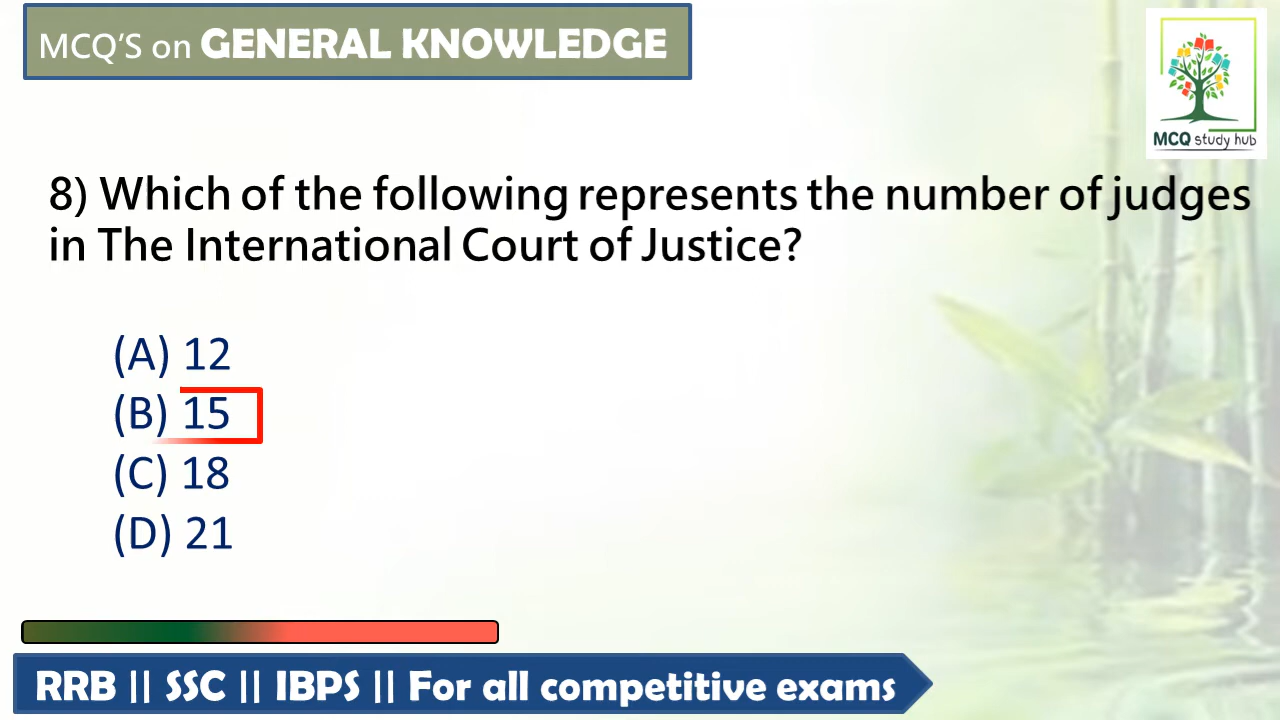 MCQ'S on GENERAL KNOWLEDGE
MCQ study hub
8) Which of the following represents the number of judges
in The International Court of Justice?
(A) 12
(B) 15
(C) 18
(D) 21
RRB || SSC || IBPS || For all competitive exams